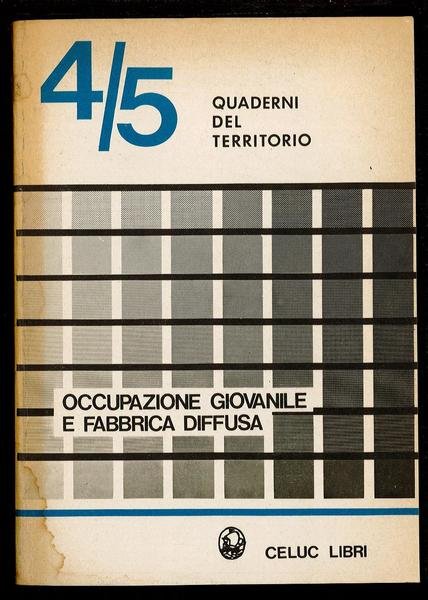 4/5
QUADERNI
DEL
TERRITORIO
OCCUPAZIONE GIOVANILE
E FABBRICA DIFFUSA
CELUC LIBRI